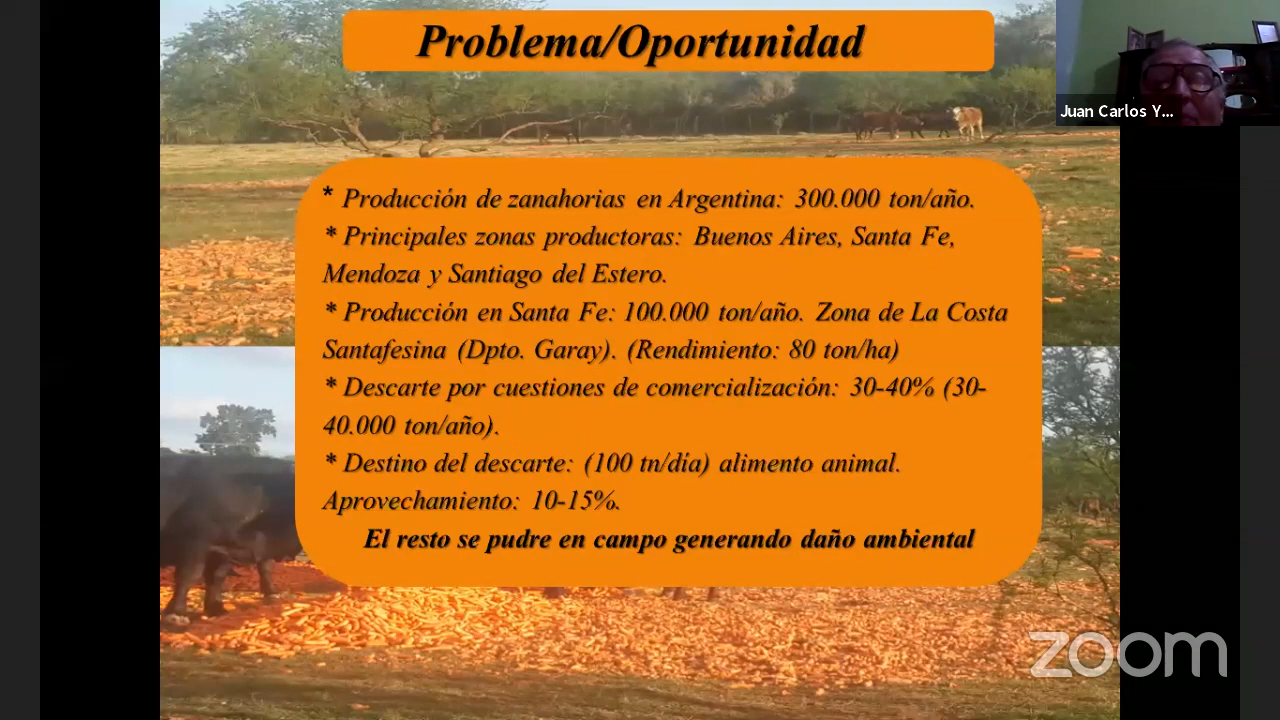 Problema/Oportunidad
Juan Carlos Y...
* Producción de zanahorias en Argentina: 300.000 ton/año.
* Principales zonas productoras: Buenos Aires, Santa Fe,
Mendoza y Santiago del Estero.
* Producción en Santa Fe: 100.000 ton/año. Zona de La Costa
Santafesina (Dpto. Garay). (Rendimiento: 80 ton/ha)
* Descarte por cuestiones de comercialización: 30-40% (30-
40.000 ton/año).
* Destino del descarte: (100 tn/día) alimento animal.
Aprovechamiento: 10-15%.
El resto se pudre en campo generando daño ambiental
zoom